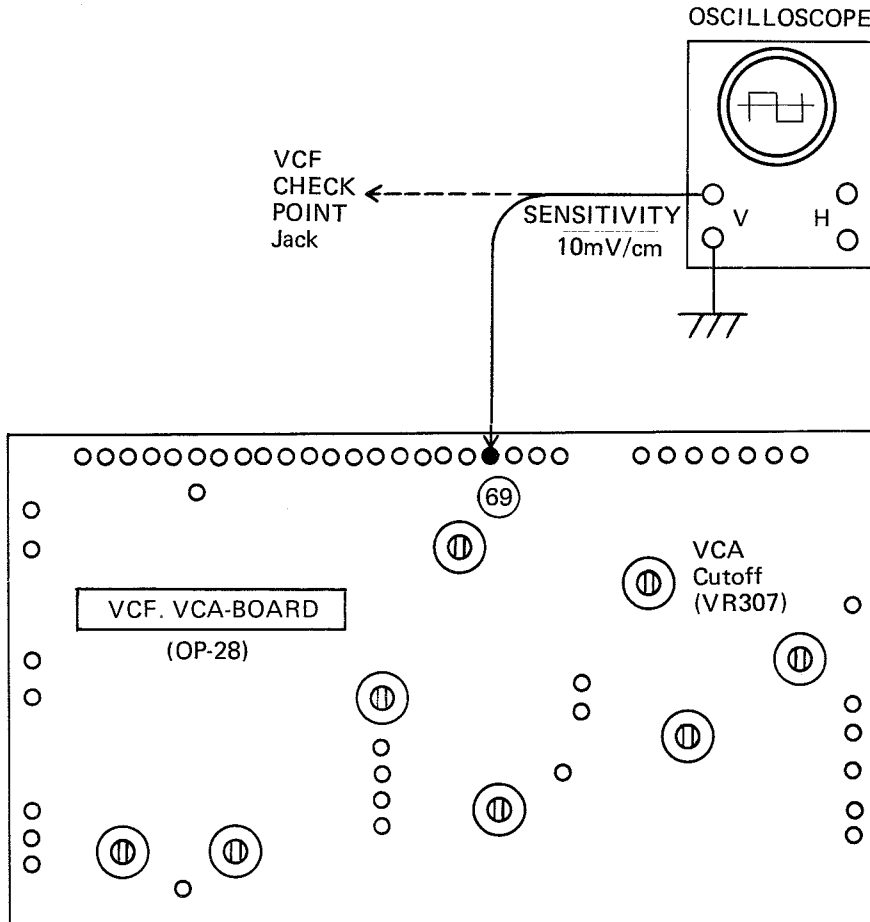 OSCILLOSCOPE
VCF
CHECK
POINT
Jack
SENSITIVITY
10mV/cm
V
H
69
VCA
Cutoff
(VR307)
VCF. VCA-BOARD
(OP-28)